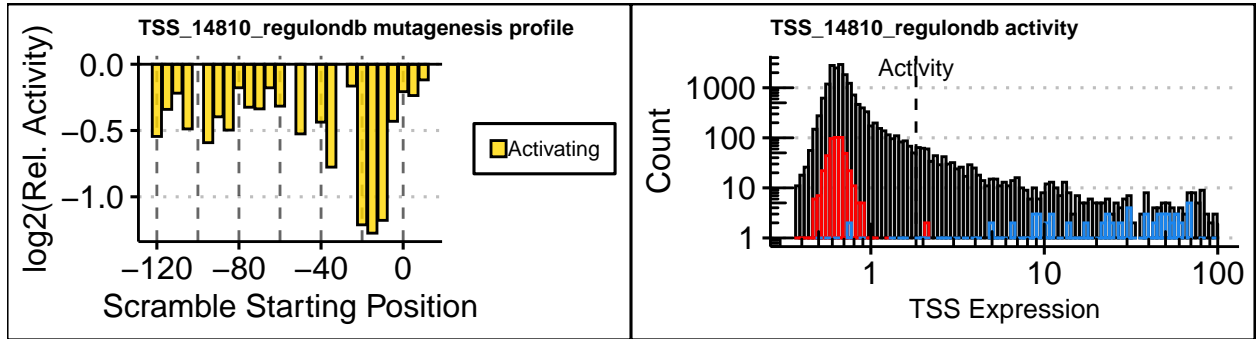 TSS_14810_regulondb mutagenesis profile
log2(Rel. Activity)
0.0
−0.5
−1.0
−120
−80
−40
0
Scramble Starting Position
Activating
TSS_14810_regulondb activity
Activity
Count
1000
100
10
1
1
10
100
TSS Expression